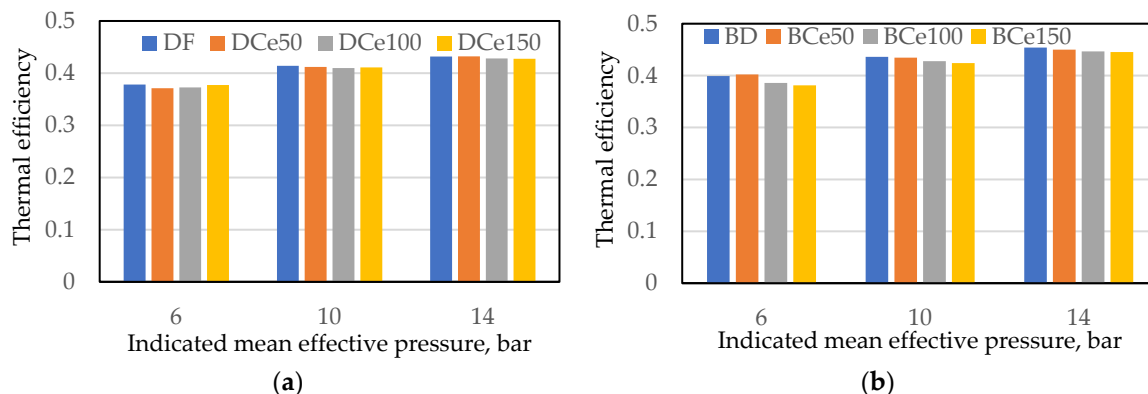 0.5
DF DCe50 DCe100 DCe150
0.4
0.3
0.2
0.1
0
Thermal efficiency
6 10 14
Indicated mean effective pressure, bar
(a)
0.5
BD BCe50 BCe100 BCe150
0.4
0.3
0.2
0.1
0
Thermal efficiency
6 10 14
Indicated mean effective pressure, bar
(b)